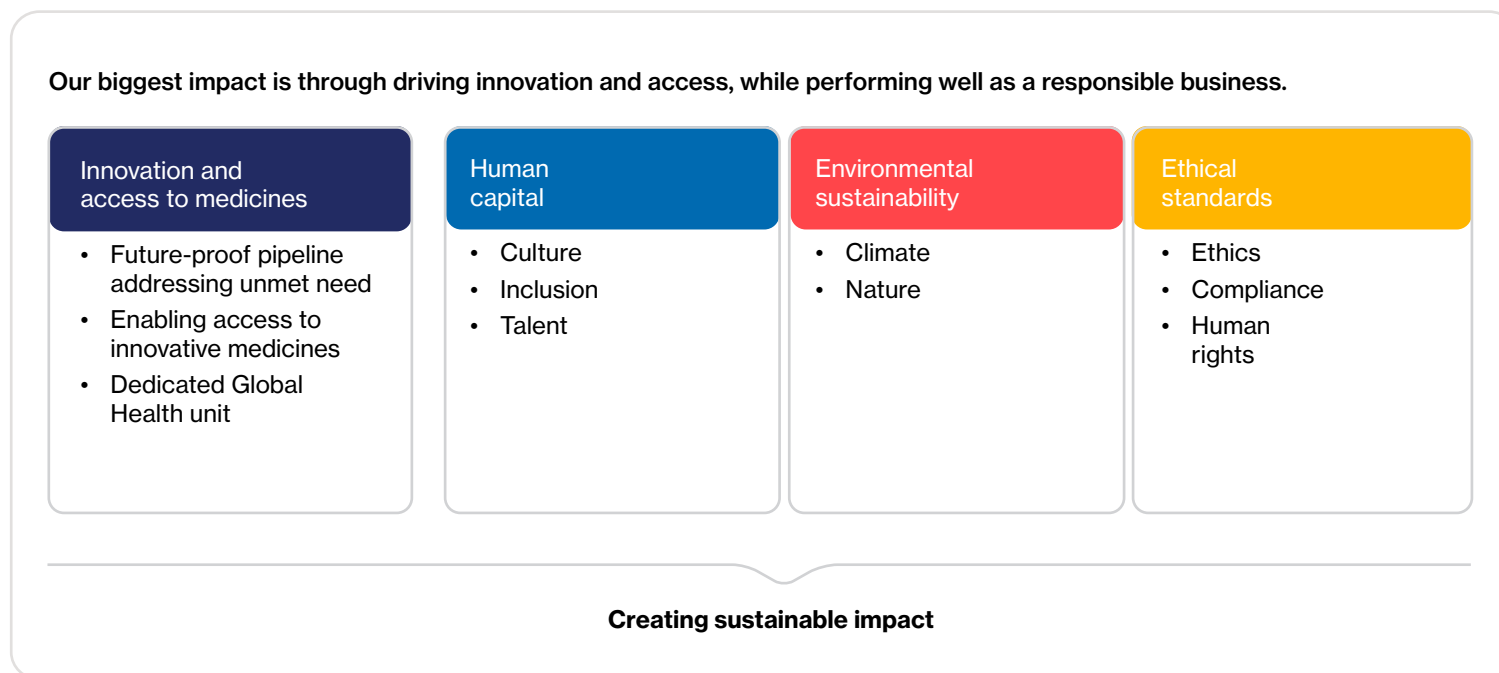 Our biggest impact is through driving innovation and access, while performing well as a responsible business.
Innovation and
access to medicines
• Future-proof pipeline
addressing unmet need
• Enabling access to
innovative medicines
• Dedicated Global
Health unit
Human
capital
• Culture
• Inclusion
• Talent
Environmental
sustainability
• Climate
• Nature
Ethical
standards
• Ethics
• Compliance
• Human
rights
Creating sustainable impact